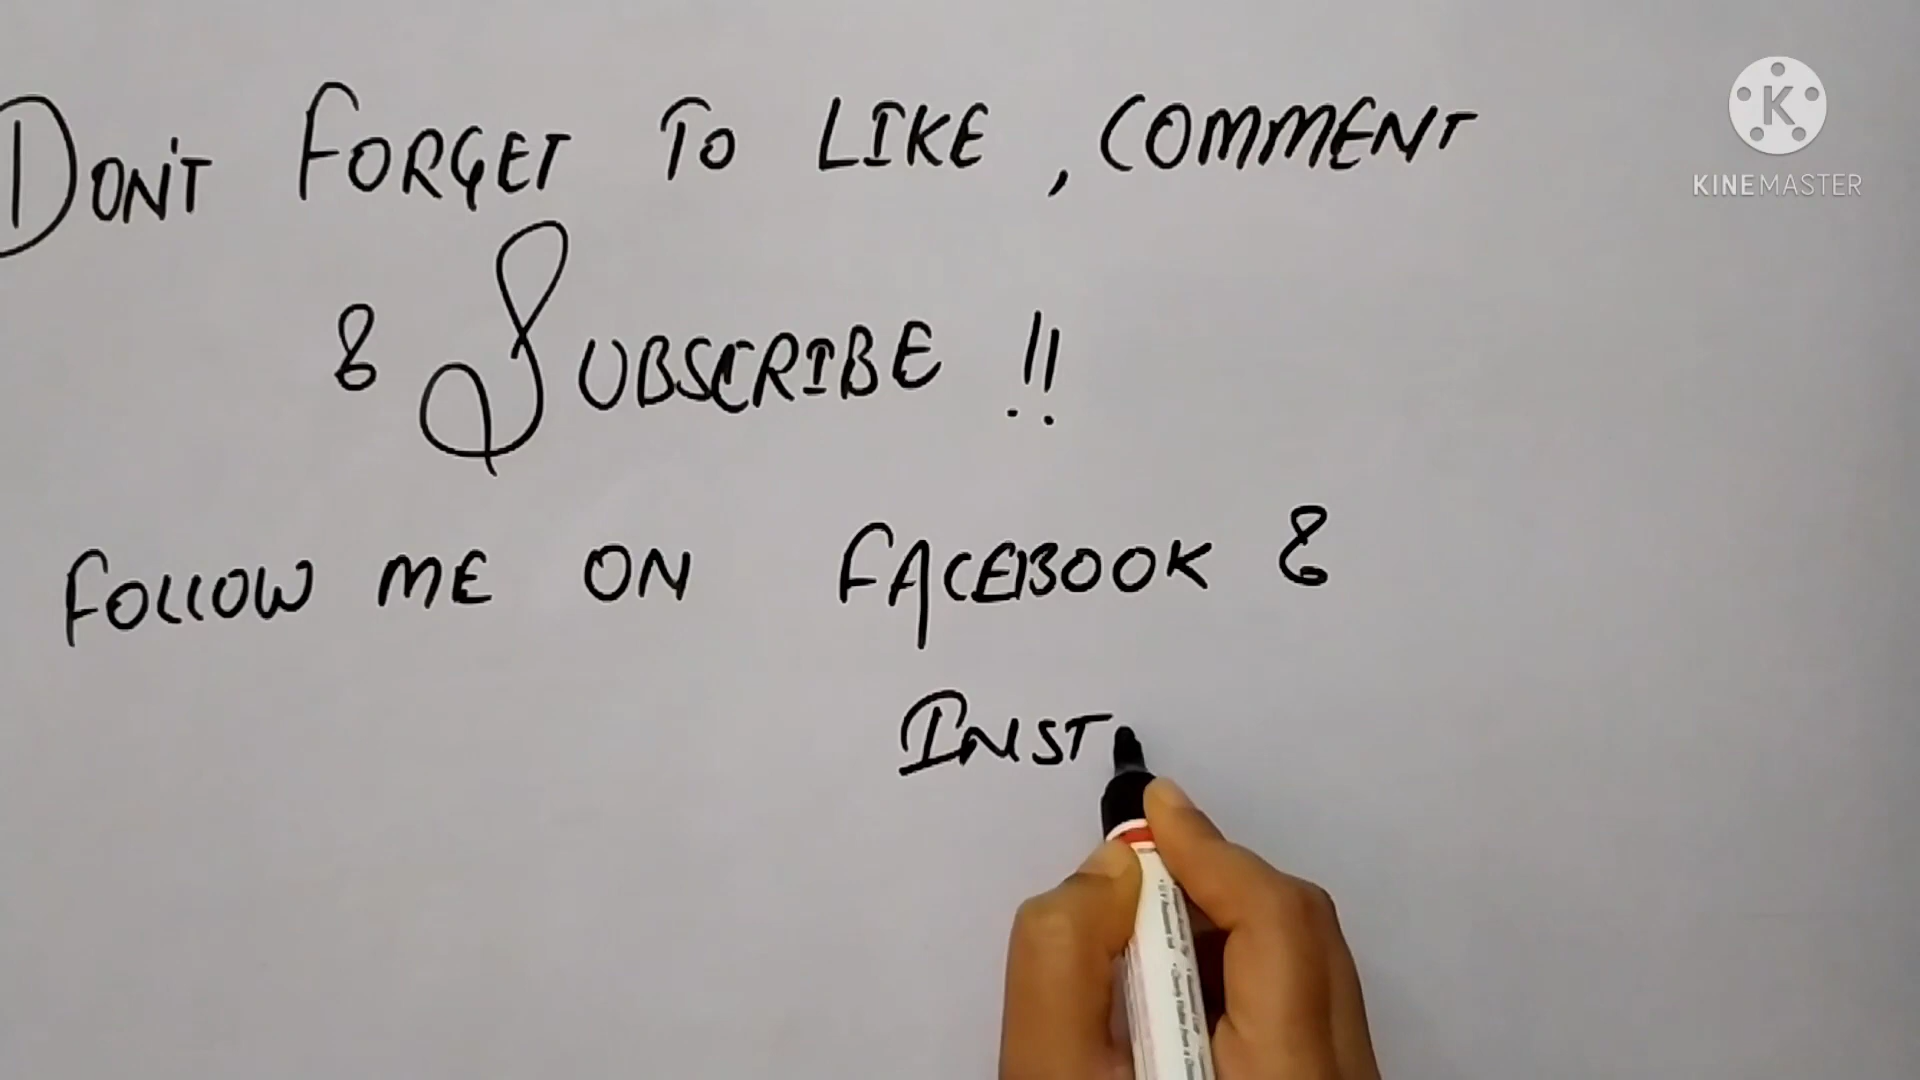 DON'T FORGET TO LIKE, COMMENT
& SUBSCRIBE !!
FOLLOW ME ON FACEBOOK &
INST
KINEMASTER